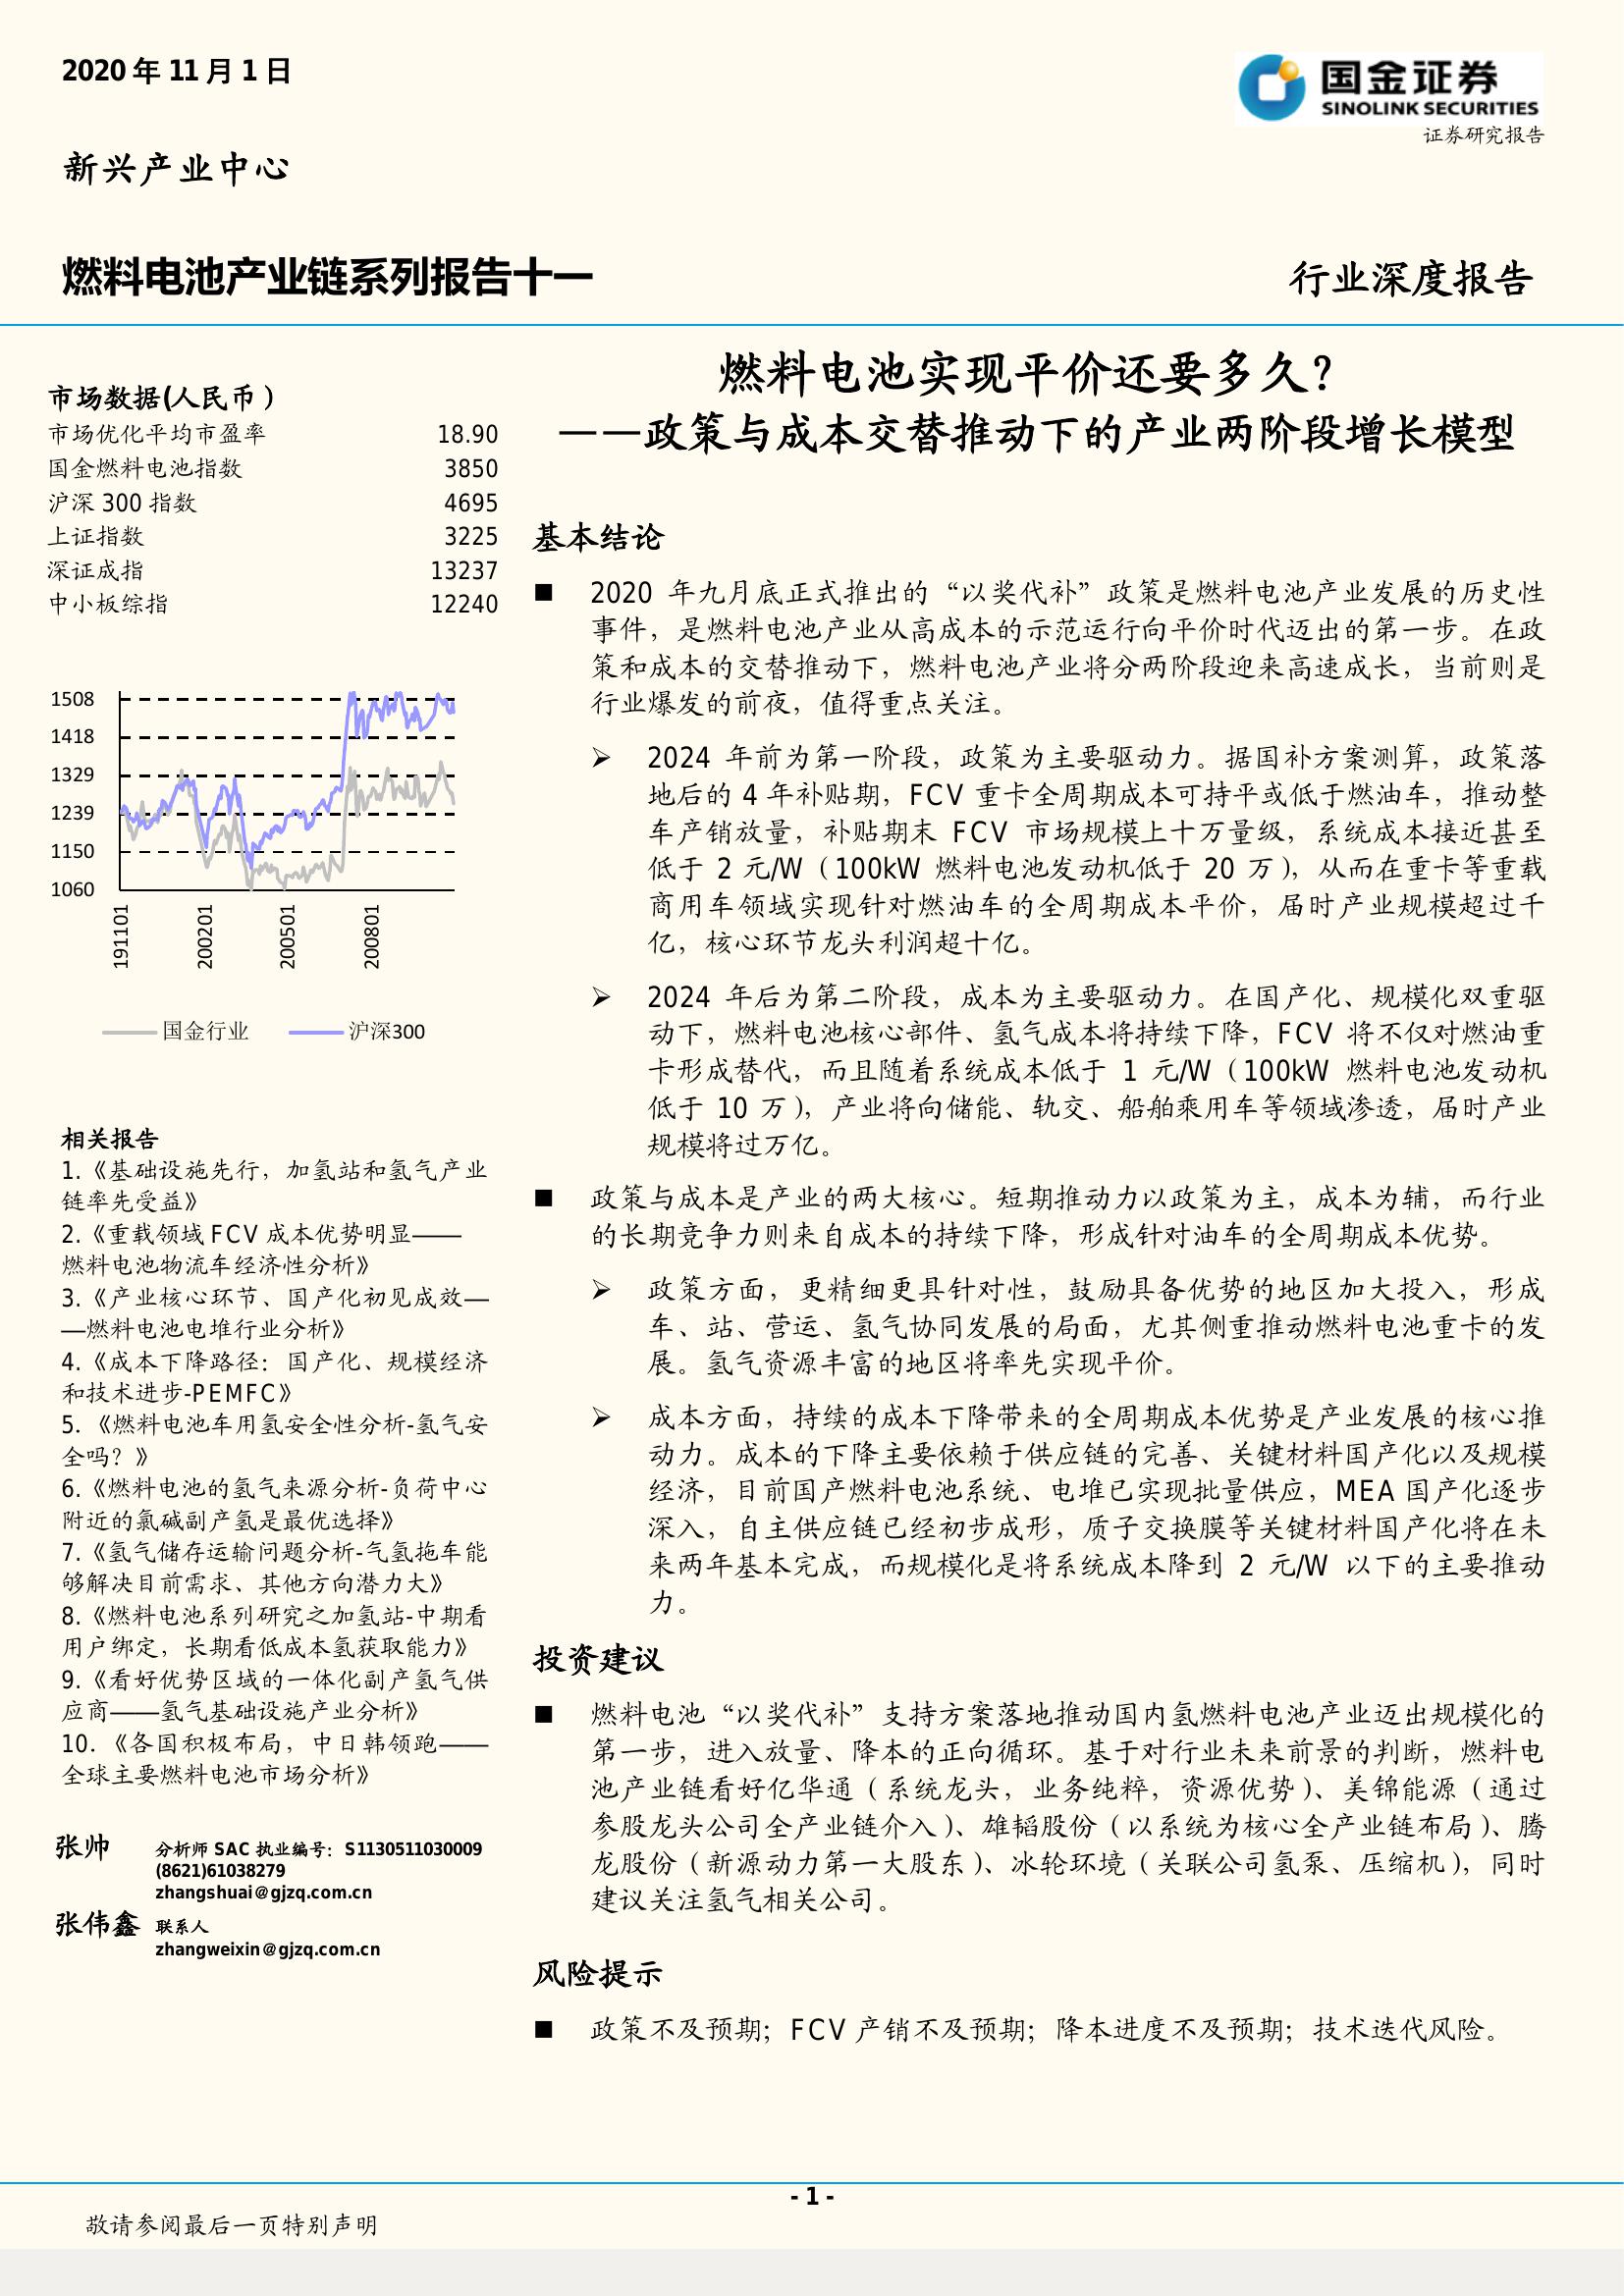 2020 年 11 月 1 日
国金证券
SINOLINK SECURITIES
证券研究报告
新兴产业中心
燃料电池产业链系列报告十一
行业深度报告
市场数据(人民币）
市场优化平均市盈率 18.90
国金燃料电池指数 3850
沪深 300 指数 4695
上证指数 3225
深证成指 13237
中小板综指 12240
1508
1418
1329
1239
1150
1060
191101
200201
200501
200801
国金行业
沪深300
相关报告
1.《基础设施先行，加氢站和氢气产业
链率先受益》
2.《重载领域 FCV 成本优势明显——
燃料电池物流车经济性分析》
3.《产业核心环节、国产化初见成效—
—燃料电池电堆行业分析》
4.《成本下降路径：国产化、规模经济
和技术进步-PEMFC》
5.《燃料电池车用氢安全性分析-氢气安
全吗？》
6.《燃料电池的氢气来源分析-负荷中心
附近的氯碱副产氢是最优选择》
7.《氢气储存运输问题分析-气氢拖车能
够解决目前需求、其他方向潜力大》
8.《燃料电池系列研究之加氢站-中期看
用户绑定，长期看低成本氢获取能力》
9.《看好优势区域的一体化副产氢气供
应商——氢气基础设施产业分析》
10.《各国积极布局，中日韩领跑——
全球主要燃料电池市场分析》
张帅 分析师 SAC 执业编号：S1130511030009
(8621)61038279
zhangshuai@gjzq.com.cn
张伟鑫 联系人
zhangweixin@gjzq.com.cn
燃料电池实现平价还要多久？
——政策与成本交替推动下的产业两阶段增长模型
基本结论
■ 2020 年九月底正式推出的“以奖代补”政策是燃料电池产业发展的历史性
事件，是燃料电池产业从高成本的示范运行向平价时代迈出的第一步。在政
策和成本的交替推动下，燃料电池产业将分两阶段迎来高速成长，当前则是
行业爆发的前夜，值得重点关注。
➢ 2024 年前为第一阶段，政策为主要驱动力。据国补方案测算，政策落
地后的 4 年补贴期，FCV 重卡全周期成本可持平或低于燃油车，推动整
车产销放量，补贴期末 FCV 市场规模上十万量级，系统成本接近甚至
低于 2 元/W（100kW 燃料电池发动机低于 20 万），从而在重卡等重载
商用车领域实现针对燃油车的全周期成本平价，届时产业规模超过千
亿，核心环节龙头利润超十亿。
➢ 2024 年后为第二阶段，成本为主要驱动力。在国产化、规模化双重驱
动下，燃料电池核心部件、氢气成本将持续下降，FCV 将不仅对燃油重
卡形成替代，而且随着系统成本低于 1 元/W（100kW 燃料电池发动机
低于 10 万），产业将向储能、轨交、船舶乘用车等领域渗透，届时产业
规模将过万亿。
■ 政策与成本是产业的两大核心。短期推动力以政策为主，成本为辅，而行业
的长期竞争力则来自成本的持续下降，形成针对油车的全周期成本优势。
➢ 政策方面，更精细更具针对性，鼓励具备优势的地区加大投入，形成
车、站、营运、氢气协同发展的局面，尤其侧重推动燃料电池重卡的发
展。氢气资源丰富的地区将率先实现平价。
➢ 成本方面，持续的成本下降带来的全周期成本优势是产业发展的核心推
动力。成本的下降主要依赖于供应链的完善、关键材料国产化以及规模
经济，目前国产燃料电池系统、电堆已实现批量供应，MEA 国产化逐步
深入，自主供应链已经初步成形，质子交换膜等关键材料国产化将在未
来两年基本完成，而规模化是将系统成本降到 2 元/W 以下的主要推动
力。
投资建议
■ 燃料电池“以奖代补”支持方案落地推动国内氢燃料电池产业迈出规模化的
第一步，进入放量、降本的正向循环。基于对行业未来前景的判断，燃料电
池产业链看好亿华通（系统龙头，业务纯粹，资源优势）、美锦能源（通过
参股龙头公司全产业链介入）、雄韬股份（以系统为核心全产业链布局）、腾
龙股份（新源动力第一大股东）、冰轮环境（关联公司氢泵、压缩机），同时
建议关注氢气相关公司。
风险提示
■ 政策不及预期；FCV 产销不及预期；降本进度不及预期；技术迭代风险。
- 1 -
敬请参阅最后一页特别声明